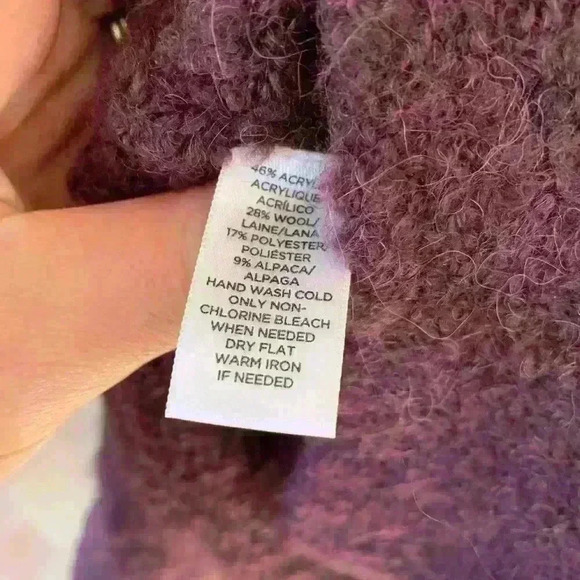 46% ACRYL
ACRYLIQUE
ACRÍLICO
28% WOOL/
LAINE/LANA
17% POLYESTER/
POLIÉSTER
9% ALPACA/
ALPAGA
HAND WASH COLD
ONLY NON-
CHLORINE BLEACH
WHEN NEEDED
DRY FLAT
WARM IRON
IF NEEDED